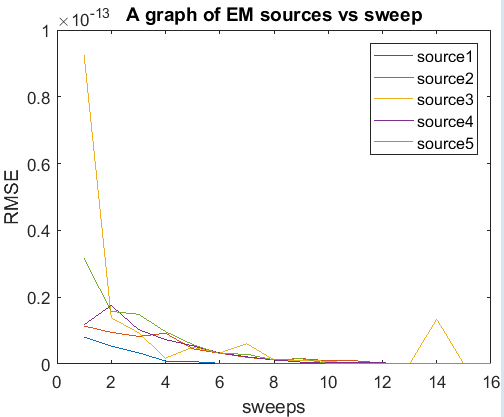 A graph of EM sources vs sweep
×10^-13
1
0.8
0.6
0.4
0.2
0
RMSE
source1
source2
source3
source4
source5
0 2 4 6 8 10 12 14 16
sweeps